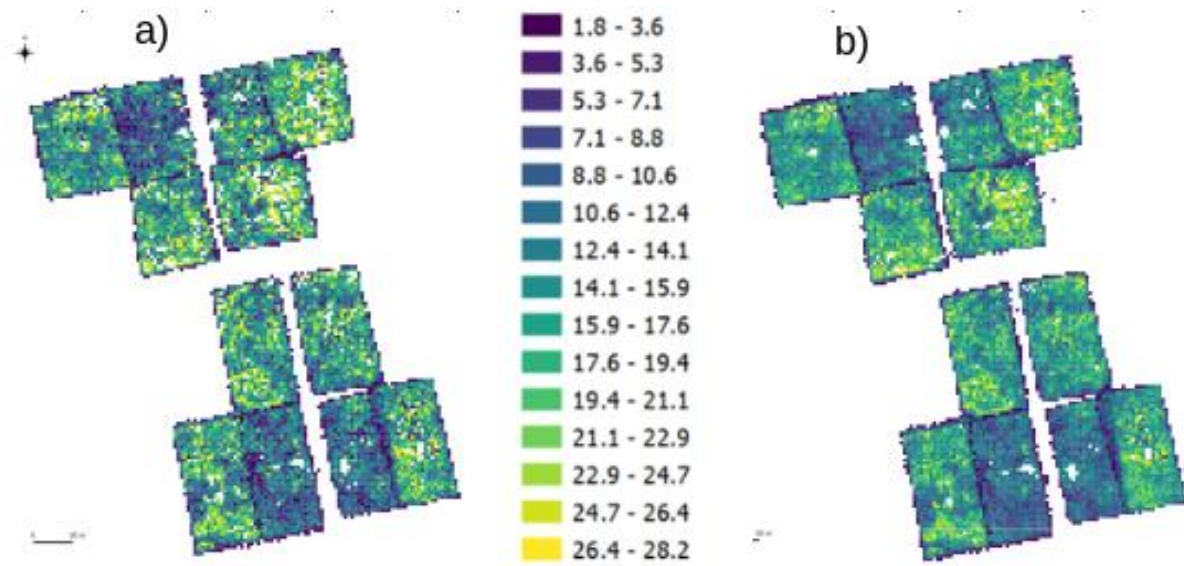 a)
1.8 - 3.6
3.6 - 5.3
5.3 - 7.1
7.1 - 8.8
8.8 - 10.6
10.6 - 12.4
12.4 - 14.1
14.1 - 15.9
15.9 - 17.6
17.6 - 19.4
19.4 - 21.1
21.1 - 22.9
22.9 - 24.7
24.7 - 26.4
26.4 - 28.2
b)